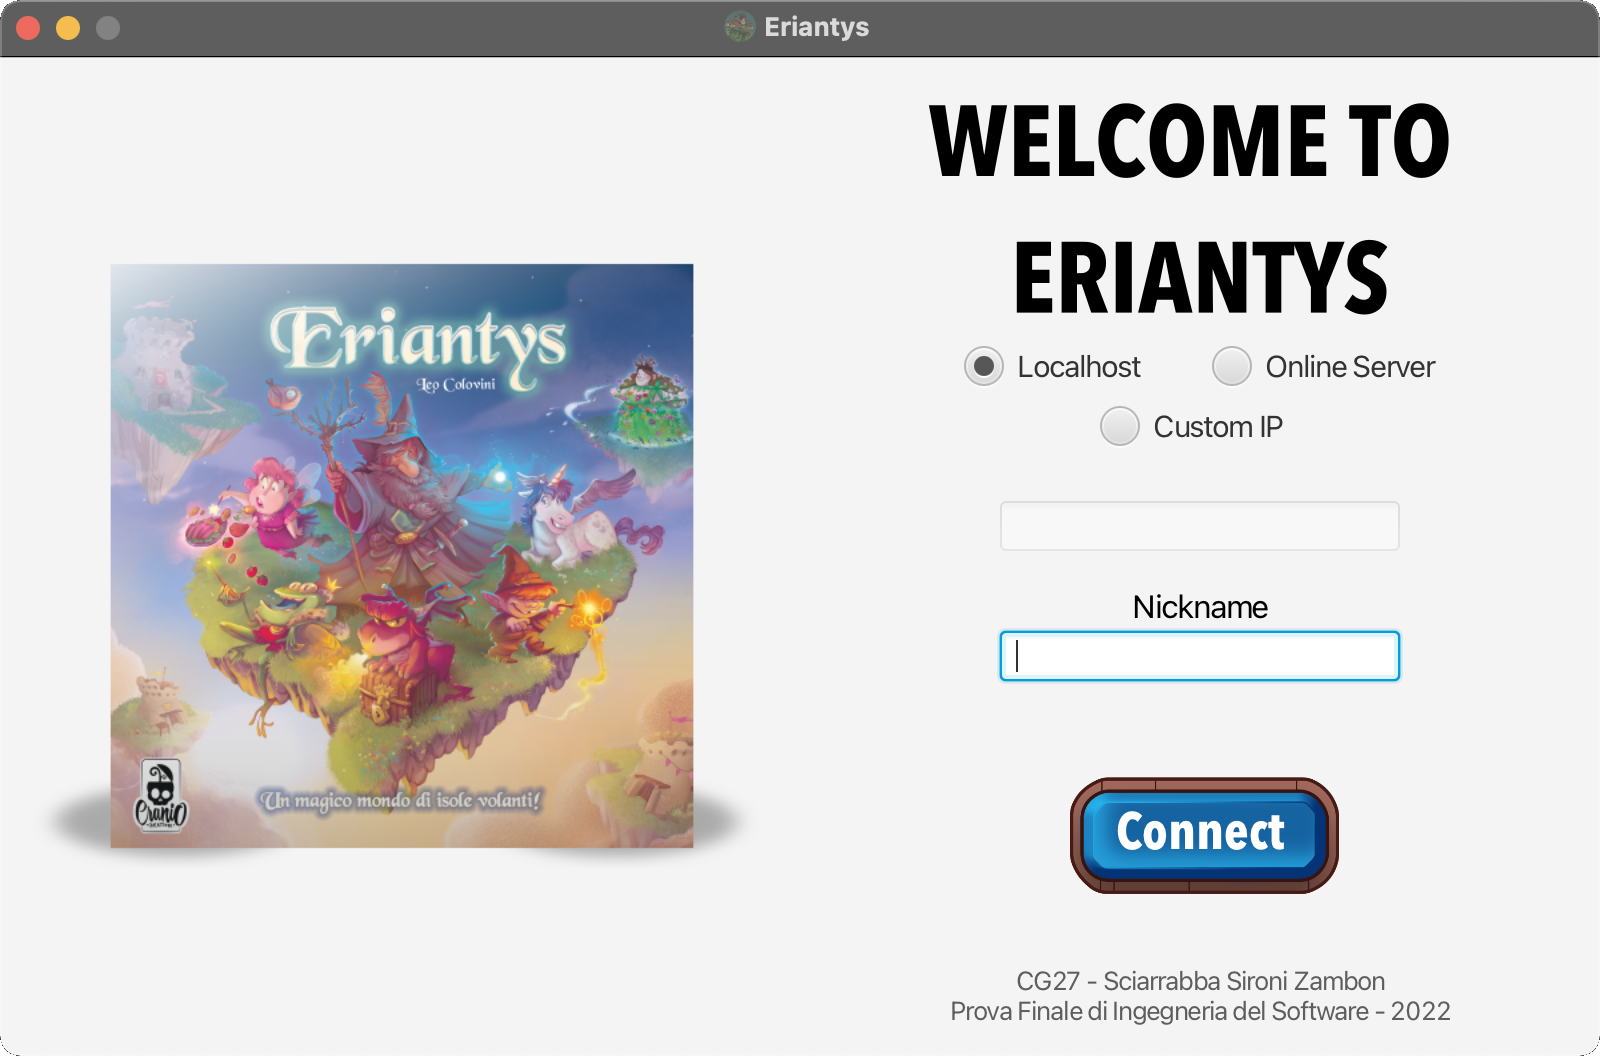 Eriantys
Eriantys
Leo Colovini
Cranio
Un magico mondo di isole volanti!
WELCOME TO
ERIANTYS
Localhost
Online Server
Custom IP
Nickname
Connect
CG27 - Sciarrabba Sironi Zambon
Prova Finale di Ingegneria del Software - 2022